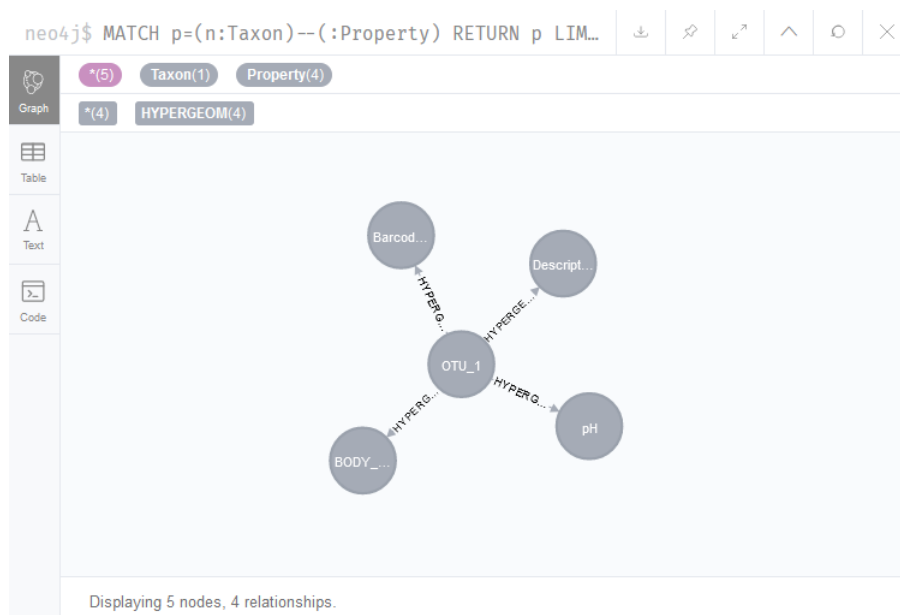 neo4j$ MATCH p=(n:Taxon)--(:Property) RETURN p LIM…
*(5) Taxon(1) Property(4)
Graph
*(4) HYPERGEOM(4)
Table
Text
Code
Barcod…
Descript…
HYPERG…
HYPERGE…
OTU_1
HYPERG…
HYPERG…
pH
BODY_…
Displaying 5 nodes, 4 relationships.